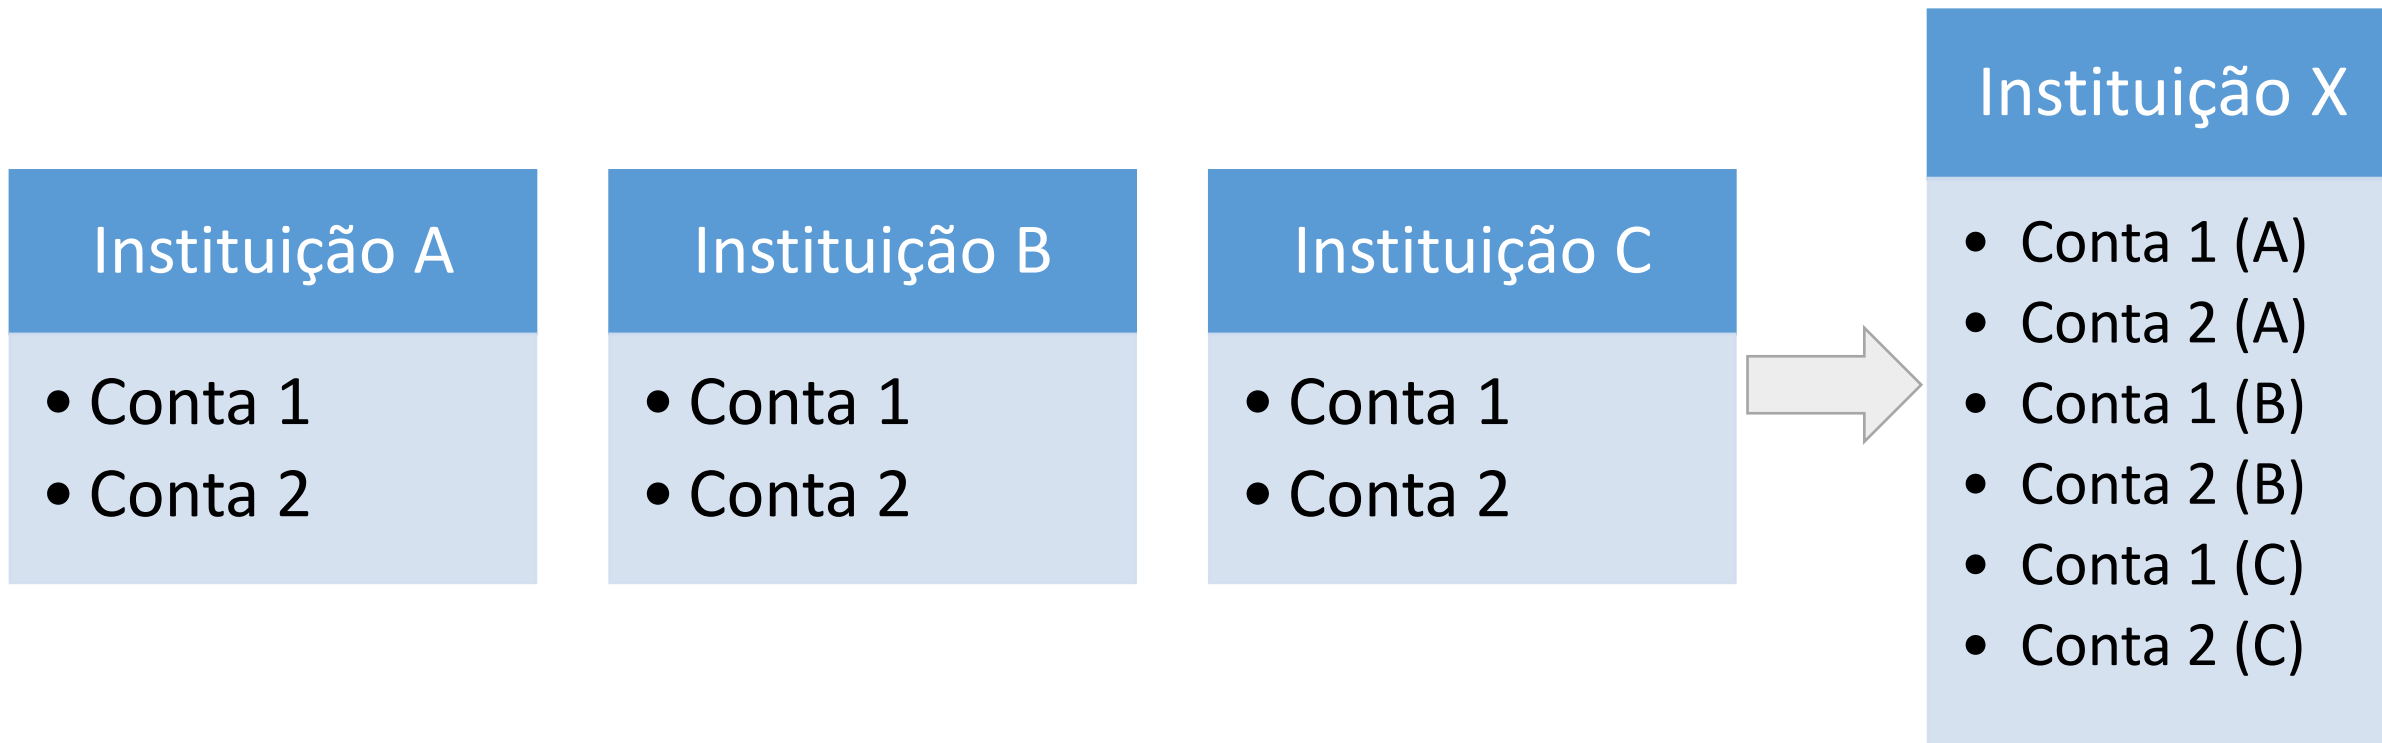 Instituição A
• Conta 1
• Conta 2
Instituição B
• Conta 1
• Conta 2
Instituição C
• Conta 1
• Conta 2
Instituição X
• Conta 1 (A)
• Conta 2 (A)
• Conta 1 (B)
• Conta 2 (B)
• Conta 1 (C)
• Conta 2 (C)